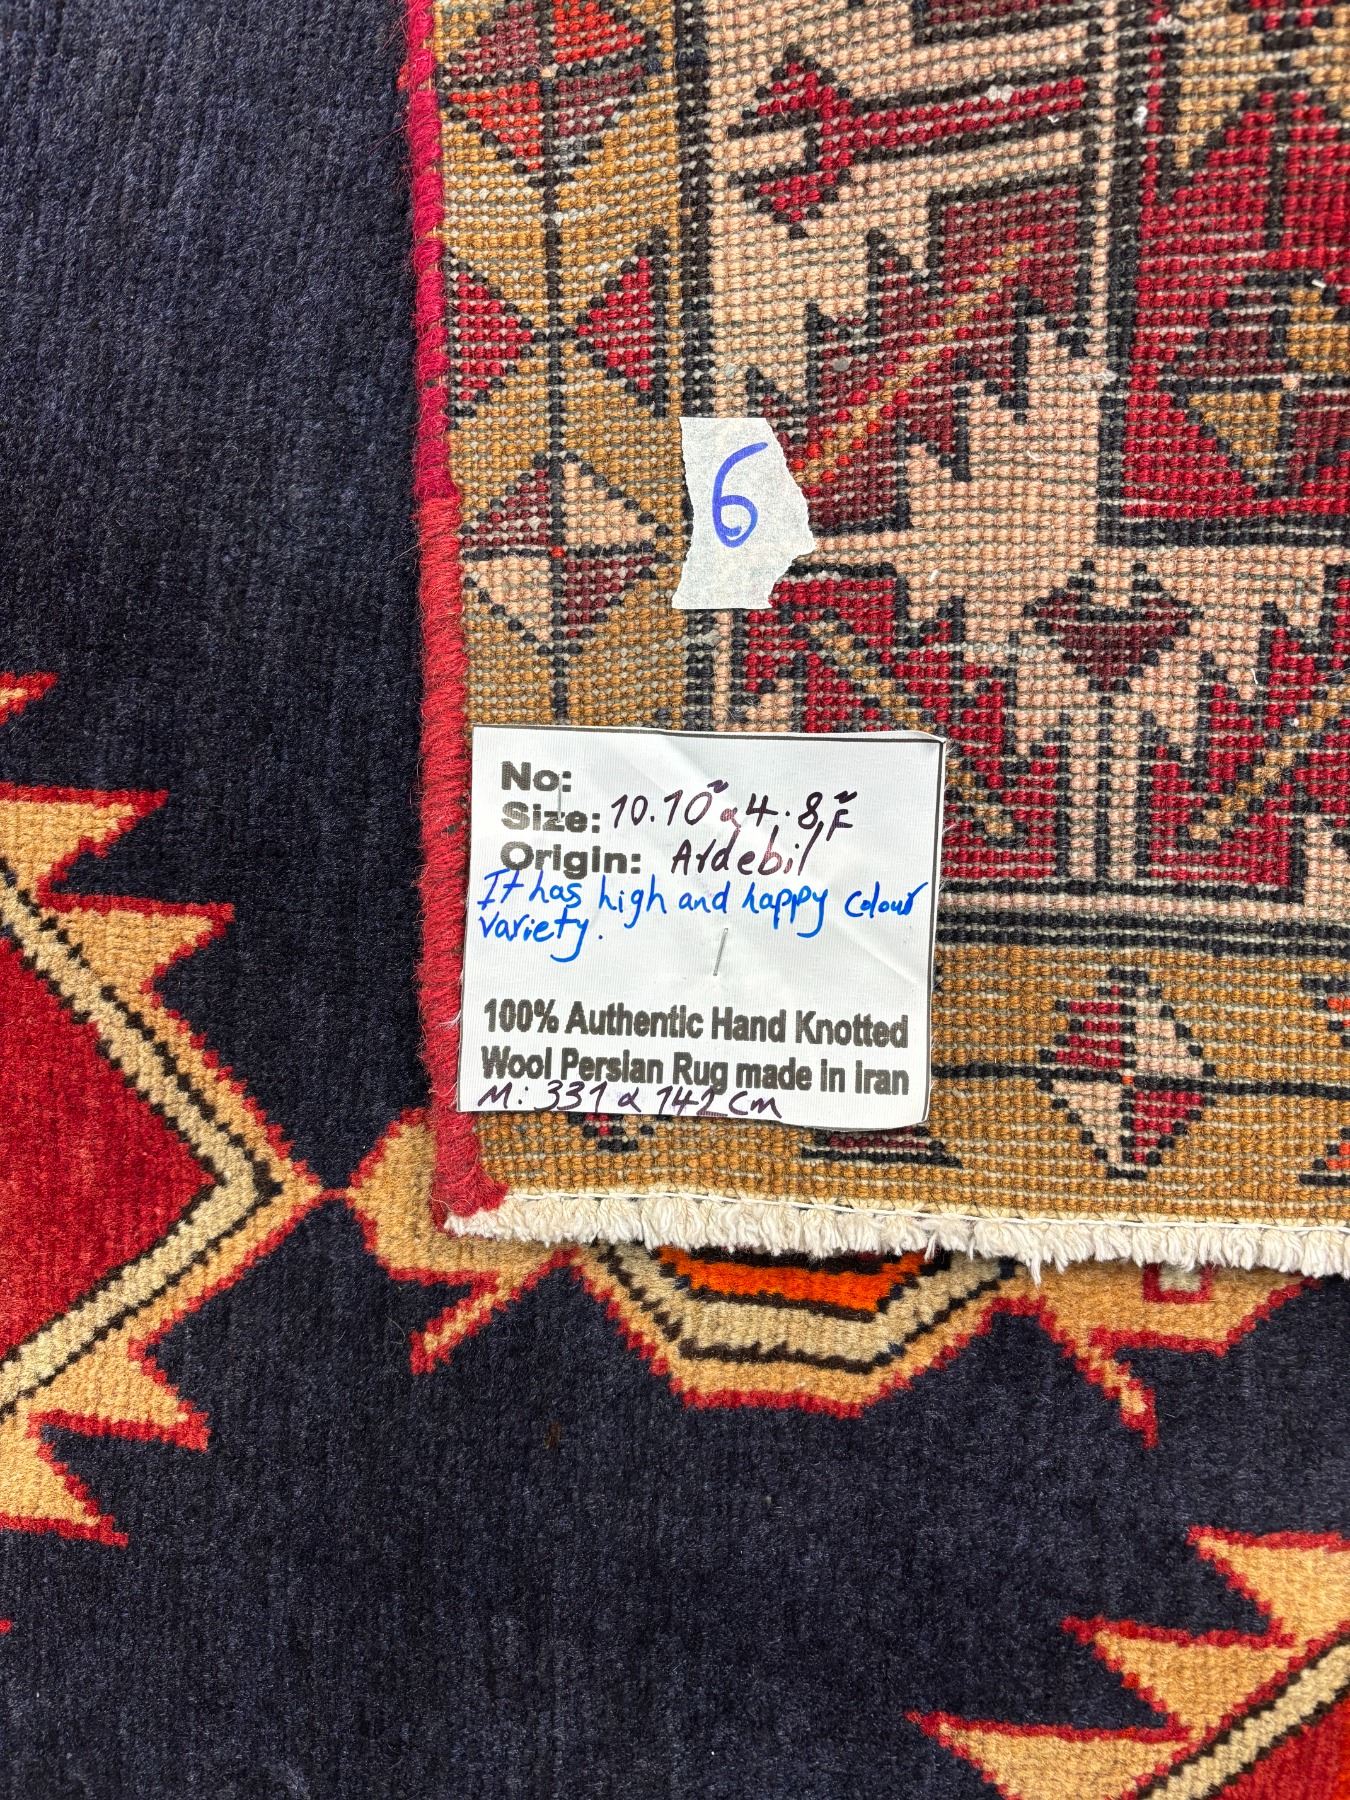 6
No:
Size: 10.10" x 4.8" F
Origin: Ardebil
It has high and happy colour
variety.
100% Authentic Hand Knotted
Wool Persian Rug made in Iran
M: 331 x 142 cm